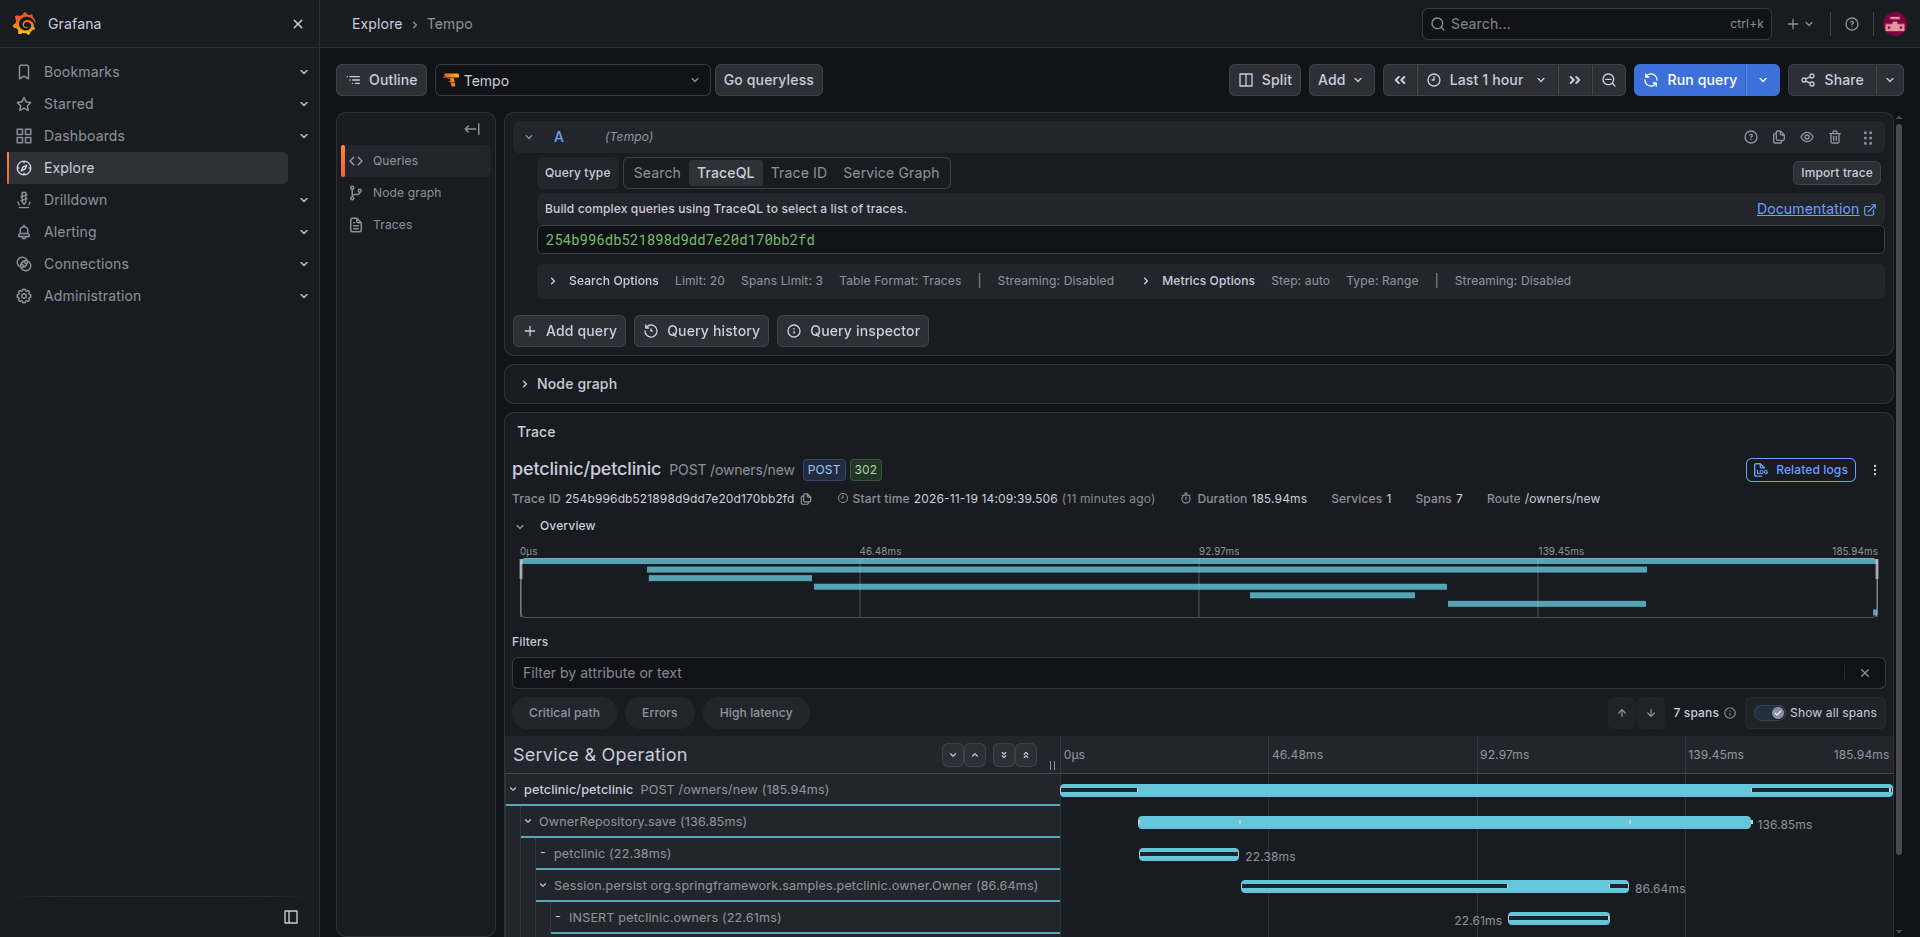 Grafana
Explore › Tempo
Search...
ctrl+k
Bookmarks
Starred
Dashboards
Explore
Drilldown
Alerting
Connections
Administration
Outline
Tempo
Go queryless
Split
Add
Last 1 hour
Run query
Share
Queries
Node graph
Traces
A (Tempo)
Query type Search TraceQL Trace ID Service Graph
Import trace
Build complex queries using TraceQL to select a list of traces.
Documentation
254b996db521898d9dd7e20d170bb2fd
Search Options Limit: 20 Spans Limit: 3 Table Format: Traces | Streaming: Disabled Metrics Options Step: auto Type: Range | Streaming: Disabled
Add query
Query history
Query inspector
Node graph
Trace
petclinic/petclinic POST /owners/new POST 302
LOG Related logs
Trace ID 254b996db521898d9dd7e20d170bb2fd Start time 2026-11-19 14:09:39.506 (11 minutes ago) Duration 185.94ms Services 1 Spans 7 Route /owners/new
Overview
0μs 46.48ms 92.97ms 139.45ms 185.94ms
Filters
Filter by attribute or text
Critical path
Errors
High latency
7 spans
Show all spans
Service & Operation
0μs 46.48ms 92.97ms 139.45ms 185.94ms
petclinic/petclinic POST /owners/new (185.94ms)
OwnerRepository.save (136.85ms)
136.85ms
petclinic (22.38ms)
22.38ms
Session.persist org.springframework.samples.petclinic.owner.Owner (86.64ms)
86.64ms
INSERT petclinic.owners (22.61ms)
22.61ms